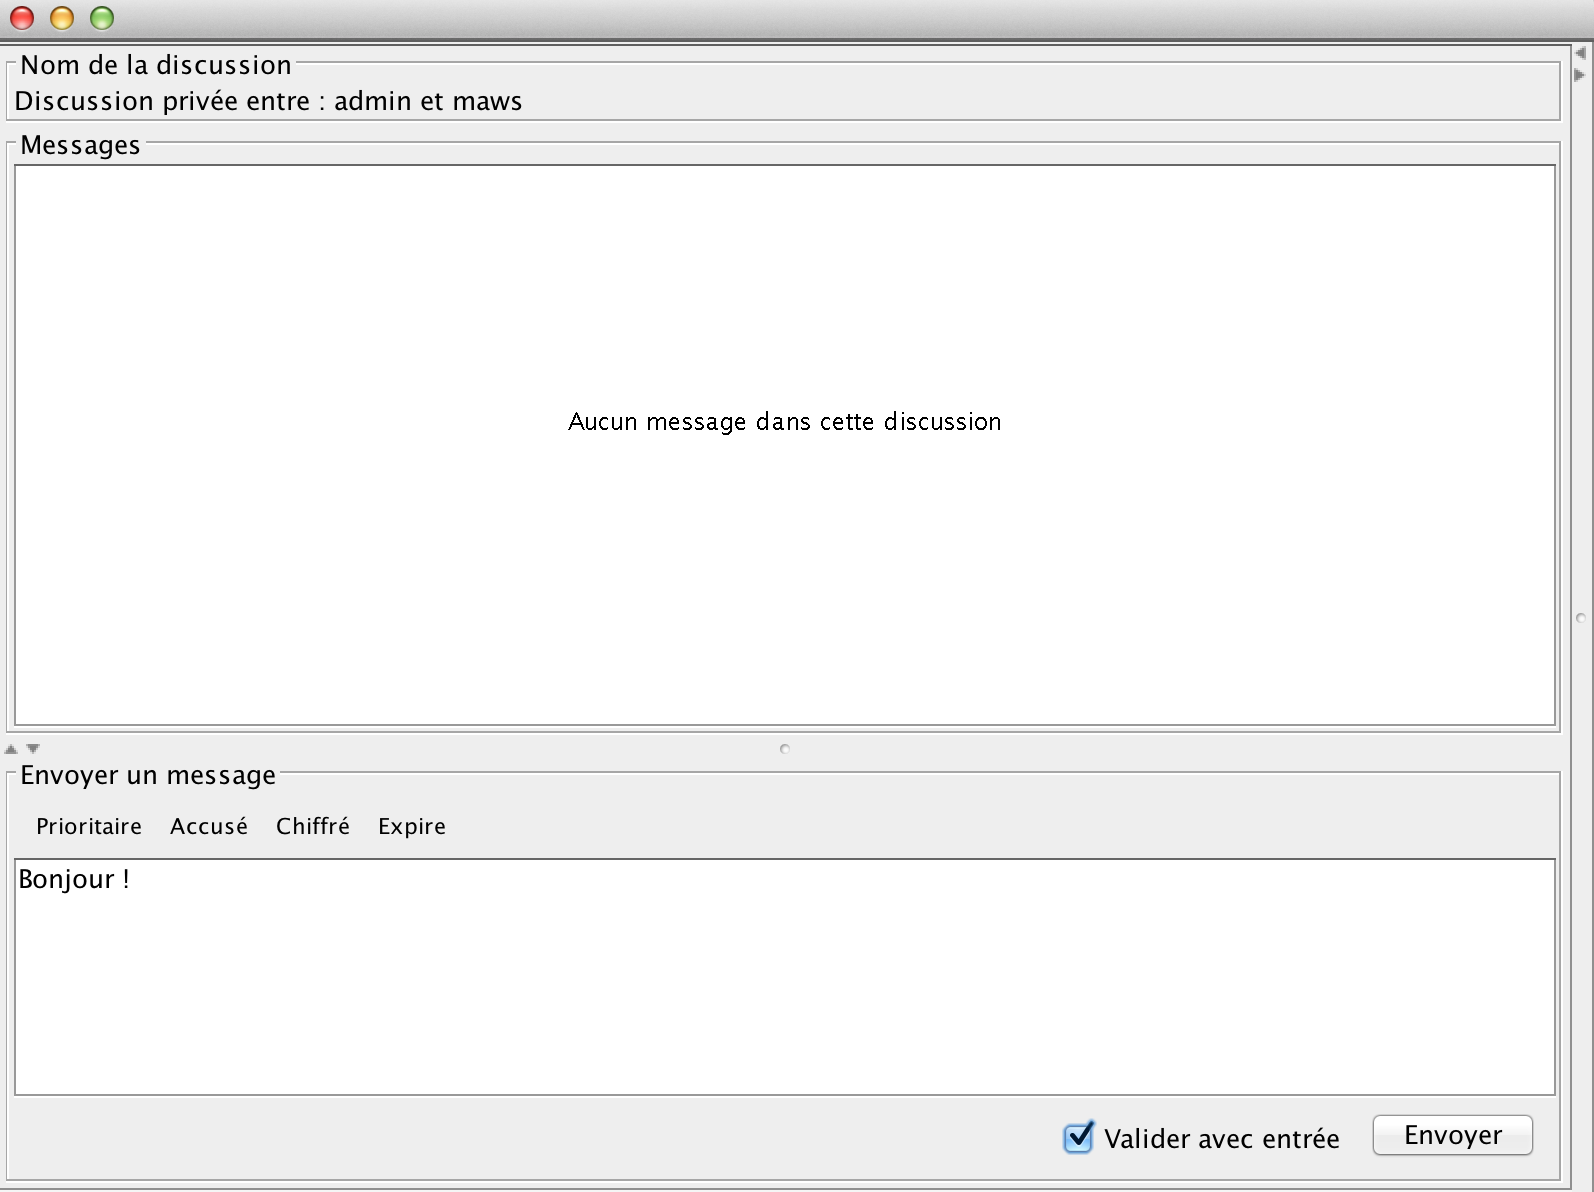 Nom de la discussion
Discussion privée entre : admin et maws
Messages
Aucun message dans cette discussion
Envoyer un message
Prioritaire Accusé Chiffré Expire
Bonjour !
Valider avec entrée Envoyer